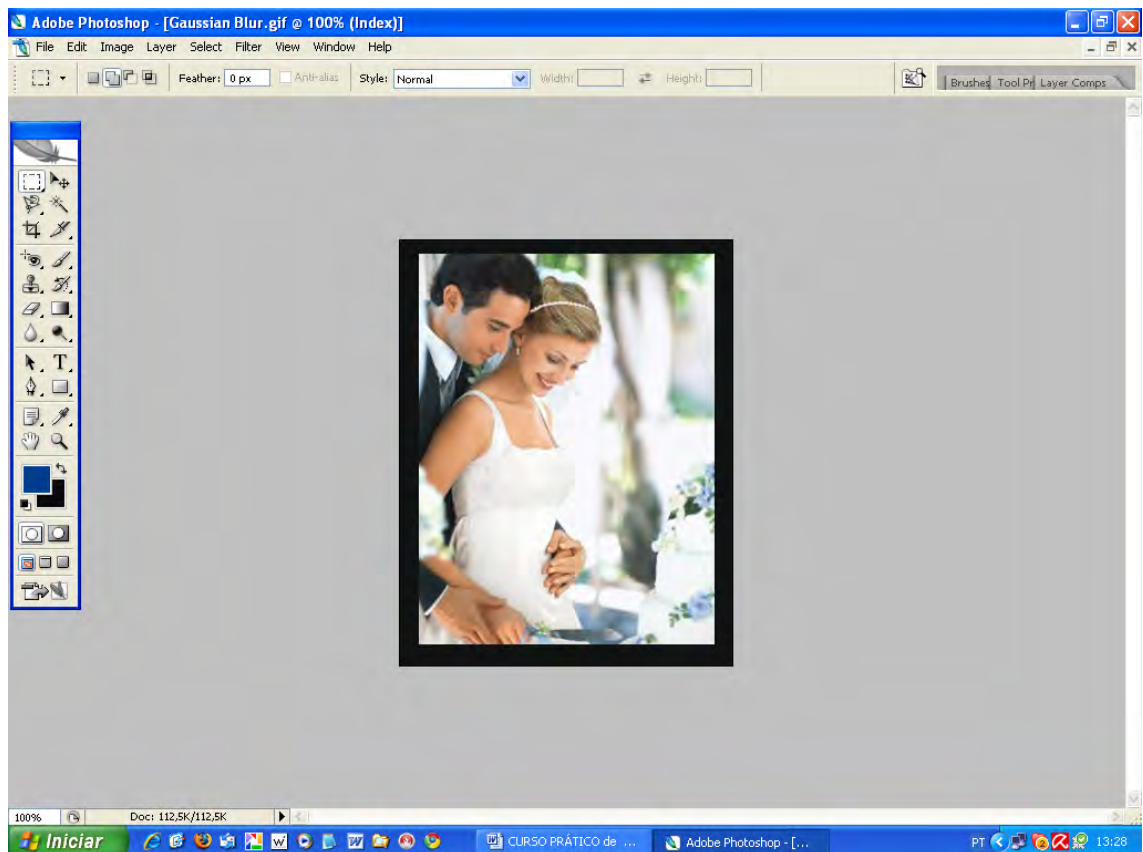 Adobe Photoshop - [Gaussian Blur.gif @ 100% (Index)]
File Edit Image Layer Select Filter View Window Help
Feather: 0 px Anti-alias Style: Normal Width: Height: Brushes Tool Pr Layer Comps
T
100% Doc: 112,5K/112,5K
Iniciar CURSO PRÁTICO de ... Adobe Photoshop - [... PT 13:28